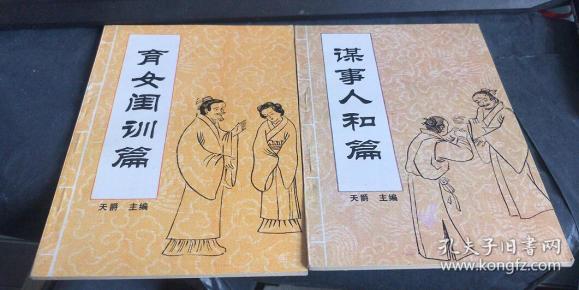 育女闺训篇
天爵 主编
谋事人和篇
天爵 主编
孔夫子旧书网
www.kongfz.com